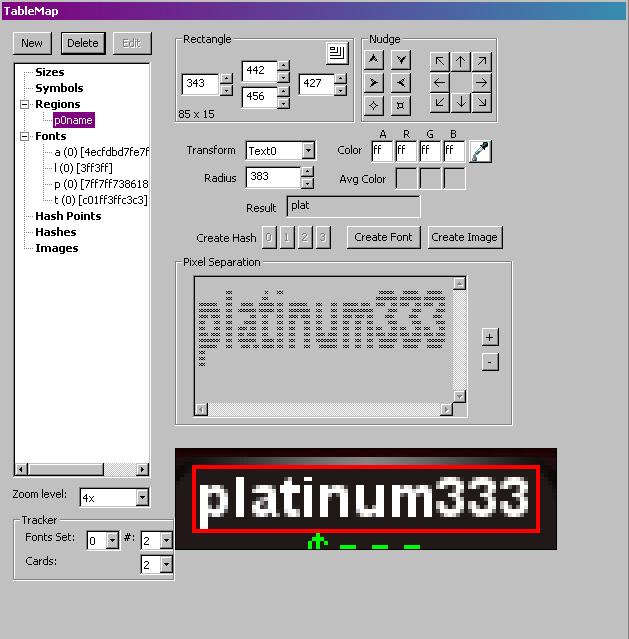 TableMap
New Delete Edit
Sizes
Symbols
Regions
p0name
Fonts
a (0) [4ecfdbd7fe7f
l (0) [3ff3ff]
p (0) [7ff7ff738618
t (0) [c01ff3ffc3c3]
Hash Points
Hashes
Images
Zoom level: 4x
Tracker
Fonts Set: 0 #: 2
Cards: 2
Rectangle
442
343 427
456
85 x 15
Nudge
Transform Text0
Radius 383
Color A R G B
ff ff ff ff
Avg Color
Result plat
Create Hash 0 1 2 3 Create Font Create Image
Pixel Separation
+
-
platinum333